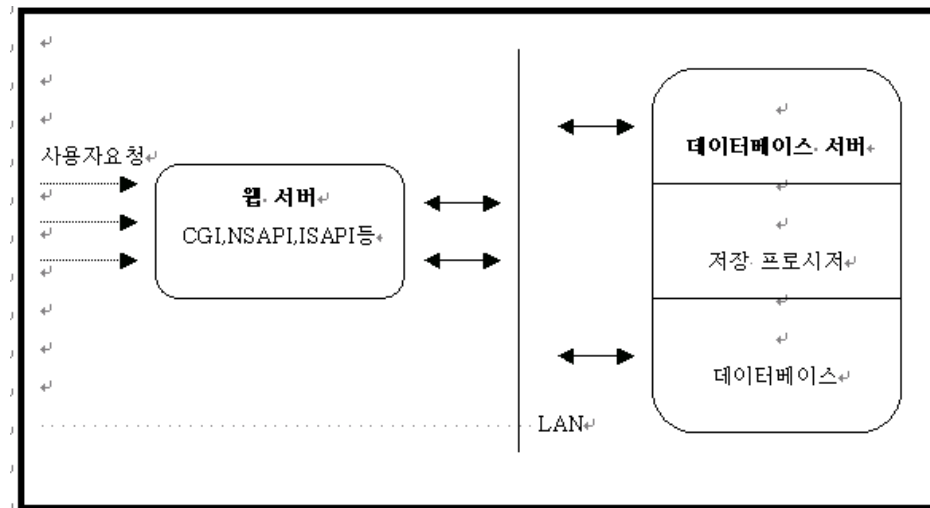 사용자요청
웹 서버
CGI,NSAPI,ISAPI등
데이터베이스 서버
저장 프로시저
데이터베이스
LAN